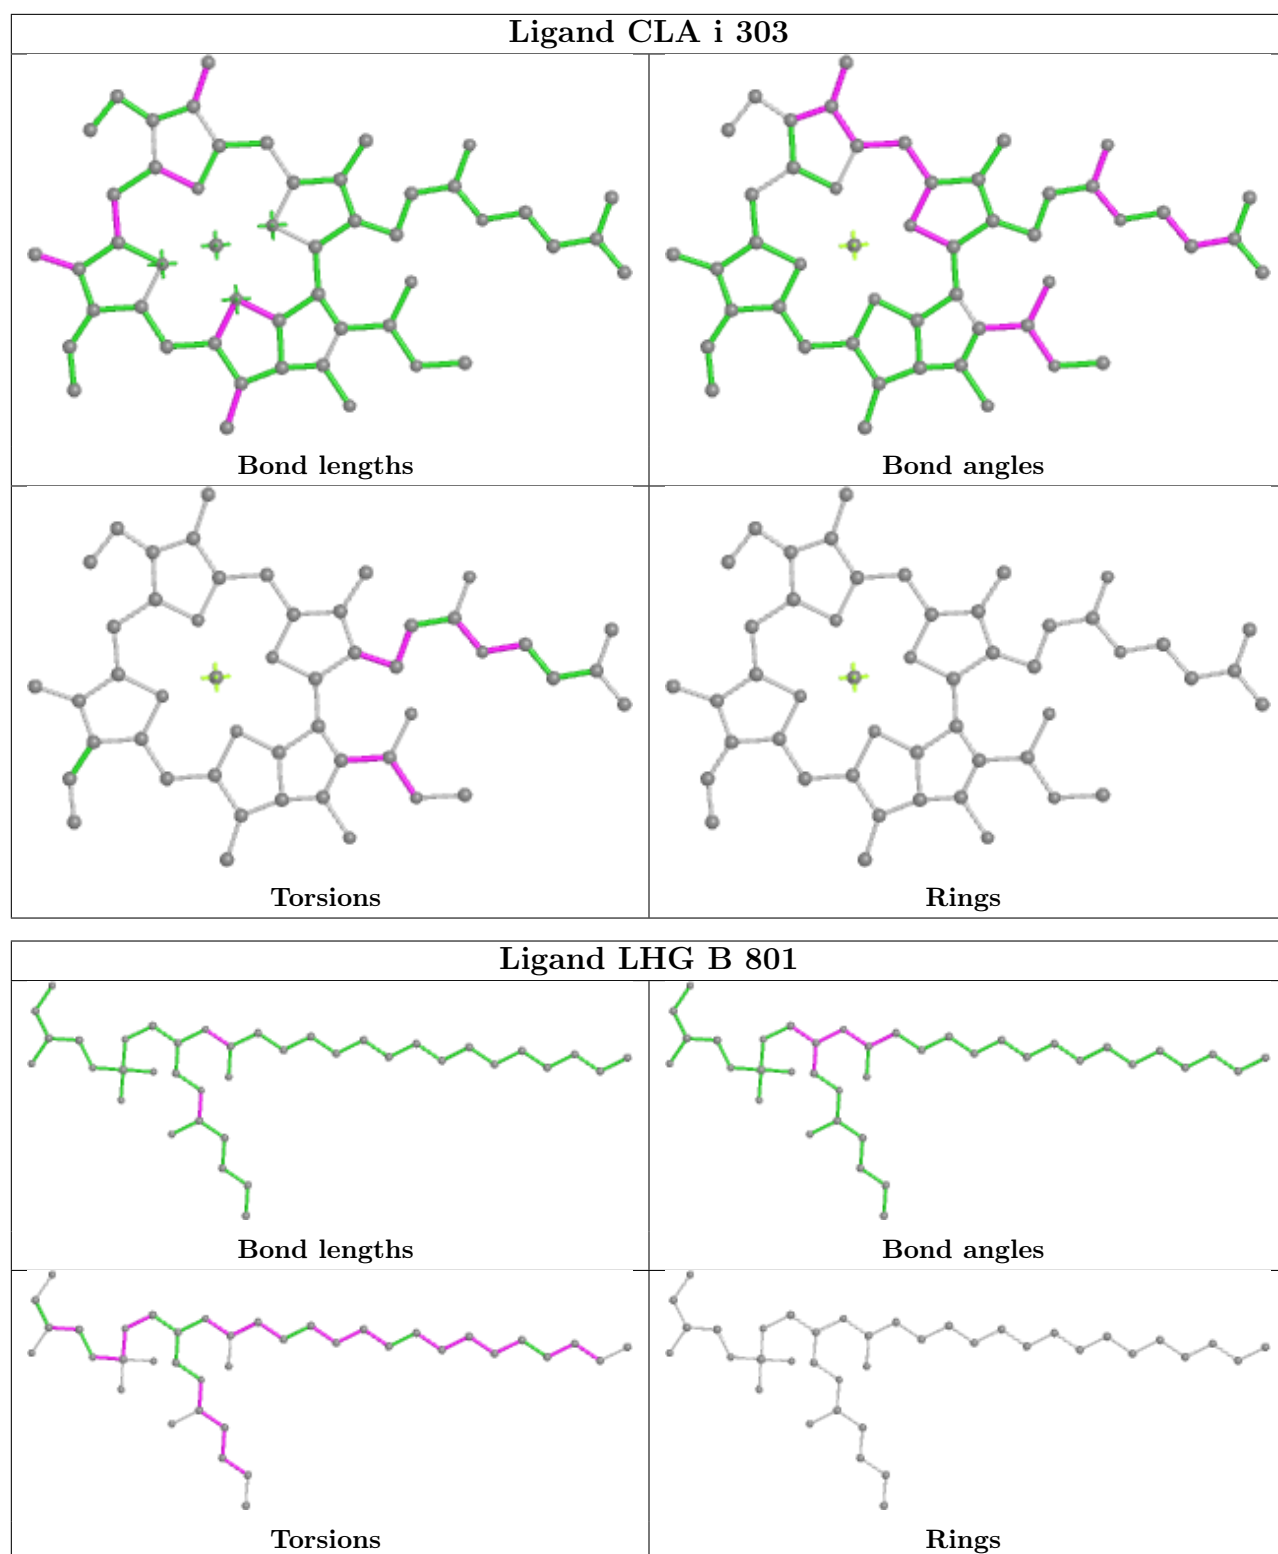 Ligand CLA i 303
Bond lengths
Bond angles
Torsions
Rings
Ligand LHG B 801
Bond lengths
Bond angles
Torsions
Rings